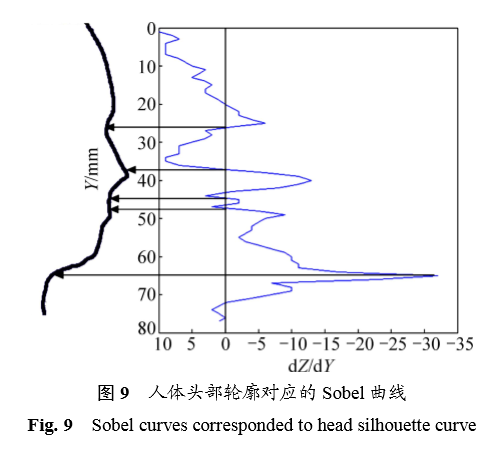 0
10
20
30
40
50
60
70
80
Y/mm
10 5 0 −5 −10 −15 −20 −25 −30 −35
dZ/dY
图 9 人体头部轮廓对应的 Sobel 曲线
Fig. 9 Sobel curves corresponded to head silhouette curve